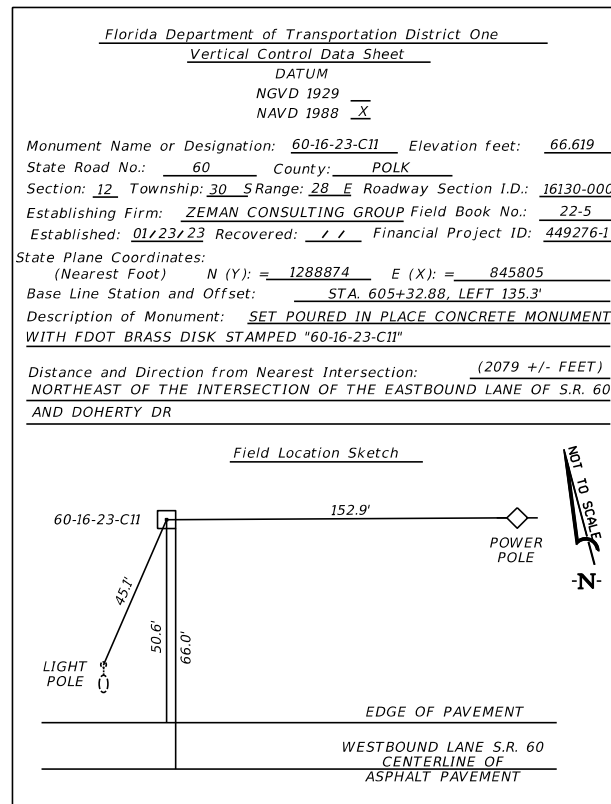 Florida Department of Transportation District One
Vertical Control Data Sheet
DATUM
NGVD 1929
NAVD 1988 X
Monument Name or Designation: 60-16-23-C11 Elevation feet: 66.619
State Road No.: 60 County: POLK
Section: 12 Township: 30 S Range: 28 E Roadway Section I.D.: 16130-000
Establishing Firm: ZEMAN CONSULTING GROUP Field Book No.: 22-5
Established: 01/23/23 Recovered: / / Financial Project ID: 449276-1
State Plane Coordinates:
(Nearest Foot) N (Y): = 1288874 E (X): = 845805
Base Line Station and Offset: STA. 605+32.88, LEFT 135.3'
Description of Monument: SET POURED IN PLACE CONCRETE MONUMENT
WITH FDOT BRASS DISK STAMPED "60-16-23-C11"
Distance and Direction from Nearest Intersection: (2079 +/- FEET)
NORTHEAST OF THE INTERSECTION OF THE EASTBOUND LANE OF S.R. 60
AND DOHERTY DR
Field Location Sketch
NOT TO SCALE
-N-
60-16-23-C11
152.9'
POWER
POLE
45.1'
50.6'
66.0'
LIGHT
POLE
EDGE OF PAVEMENT
WESTBOUND LANE S.R. 60
CENTERLINE OF
ASPHALT PAVEMENT